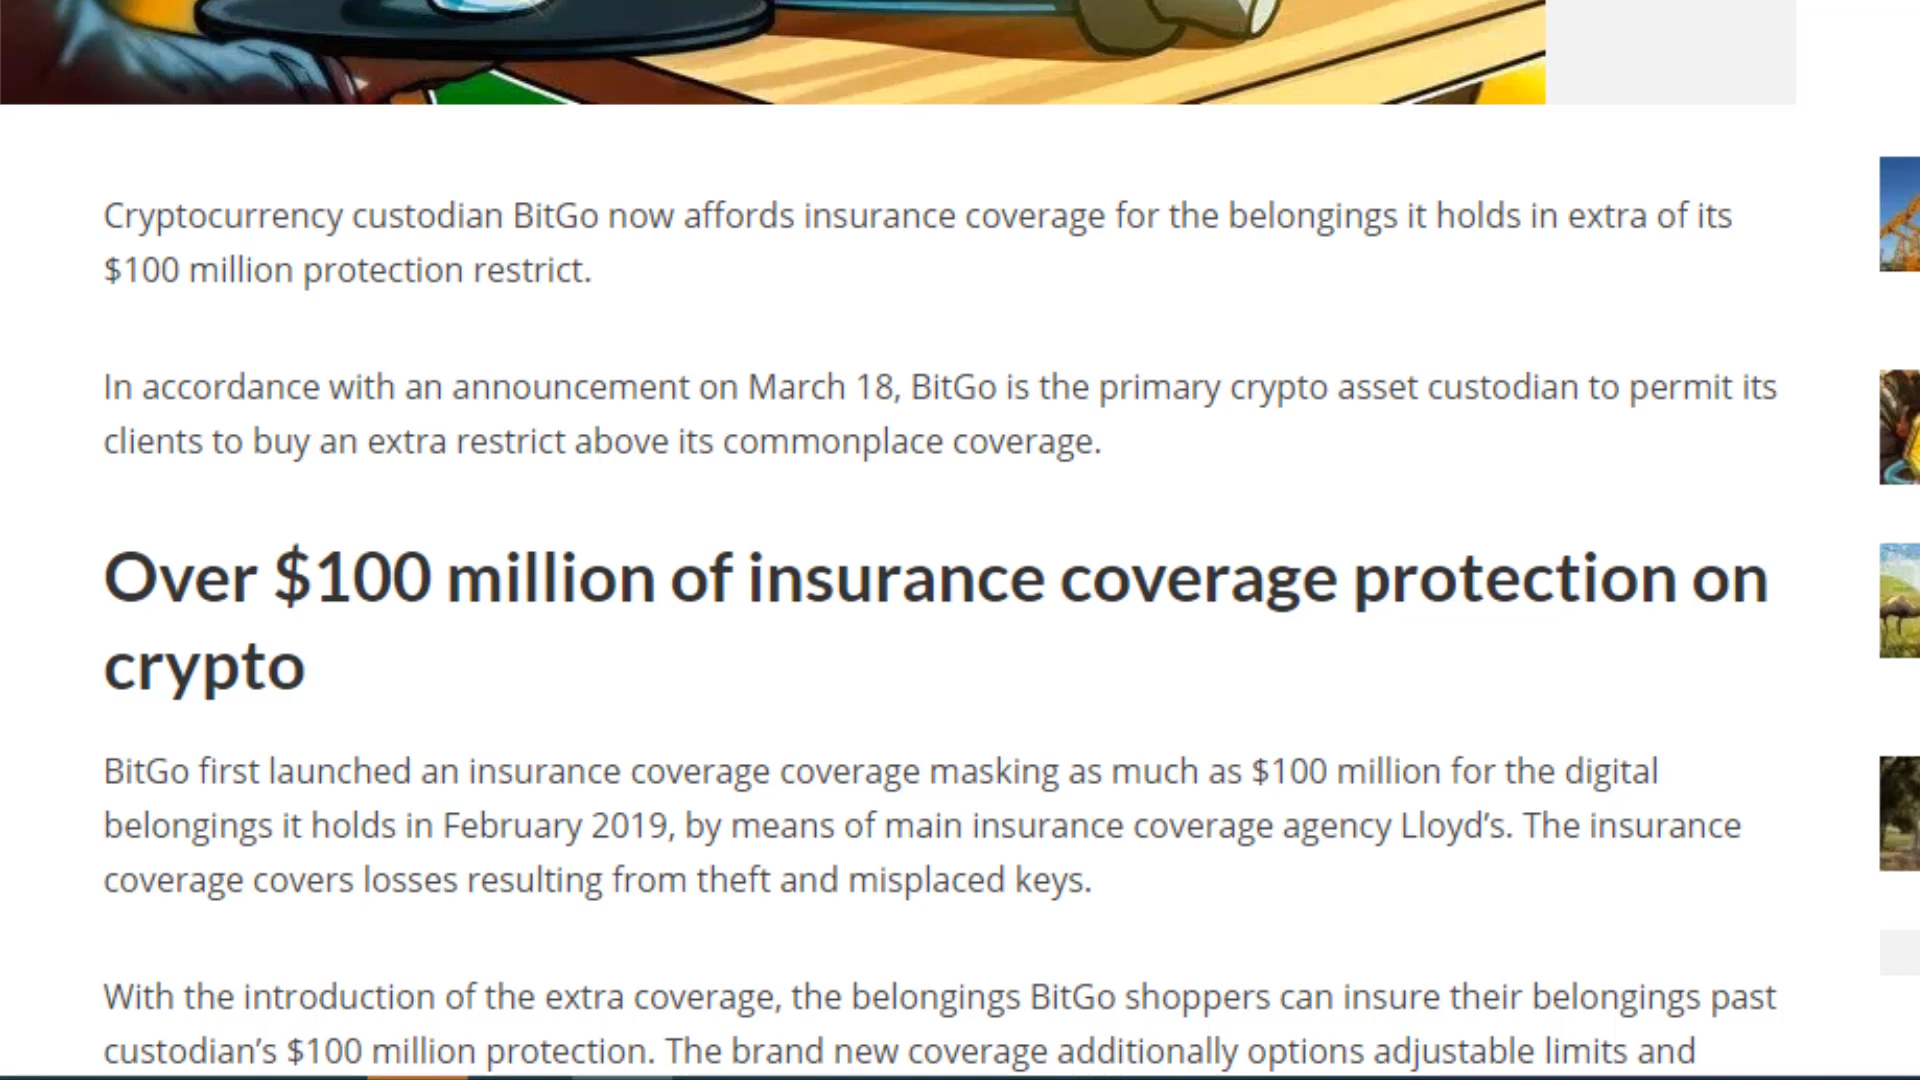 Cryptocurrency custodian BitGo now affords insurance coverage for the belongings it holds in extra of its
$100 million protection restrict.
In accordance with an announcement on March 18, BitGo is the primary crypto asset custodian to permit its
clients to buy an extra restrict above its commonplace coverage.
Over $100 million of insurance coverage protection on
crypto
BitGo first launched an insurance coverage coverage masking as much as $100 million for the digital
belongings it holds in February 2019, by means of main insurance coverage agency Lloyd’s. The insurance
coverage covers losses resulting from theft and misplaced keys.
With the introduction of the extra coverage, the belongings BitGo shoppers can insure their belongings past
custodian’s $100 million protection. The brand new coverage additionally options adjustable limits and